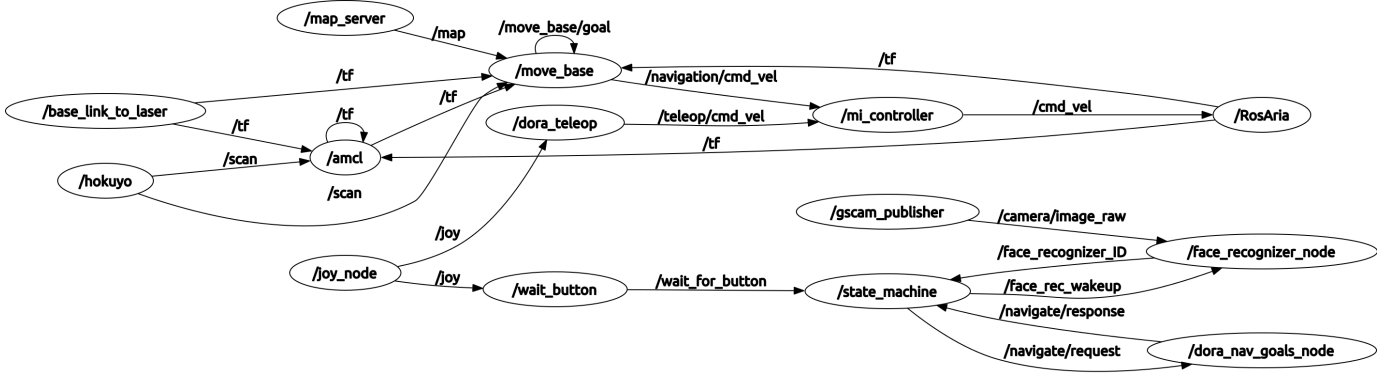 /map_server
/map
/move_base/goal
/move_base
/tf
/tf
/navigation/cmd_vel
/base_link_to_laser
/tf
/tf
/tf
/dora_teleop
/teleop/cmd_vel
/mi_controller
/cmd_vel
/RosAria
/tf
/scan
/amcl
/hokuyo
/scan
/gscam_publisher
/camera/image_raw
/joy
/face_recognizer_ID
/face_recognizer_node
/joy_node
/joy
/wait_button
/wait_for_button
/state_machine
/face_rec_wakeup
/navigate/response
/navigate/request
/dora_nav_goals_node